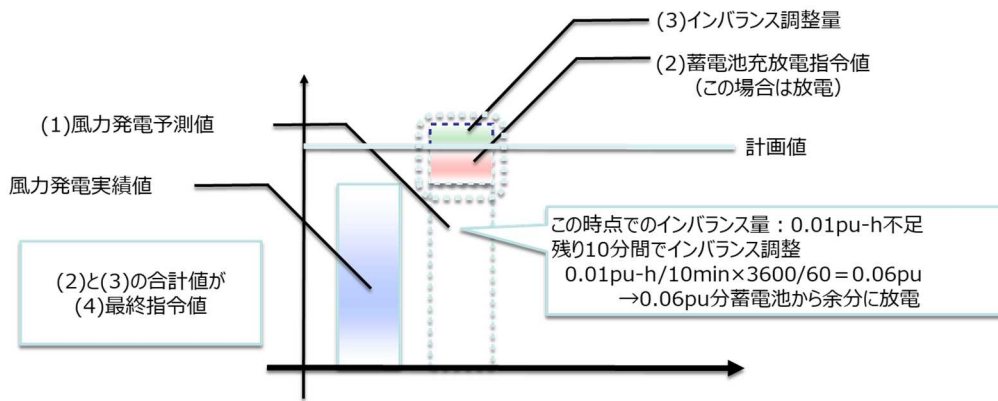 (3)インバランス調整量
(2)蓄電池充放電指令値
(この場合は放電)
(1)風力発電予測値
計画値
風力発電実績値
この時点でのインバランス量：0.01pu-h不足
残り10分間でインバランス調整
0.01pu-h/10min×3600/60＝0.06pu
→0.06pu分蓄電池から余分に放電
(2)と(3)の合計値が
(4)最終指令値